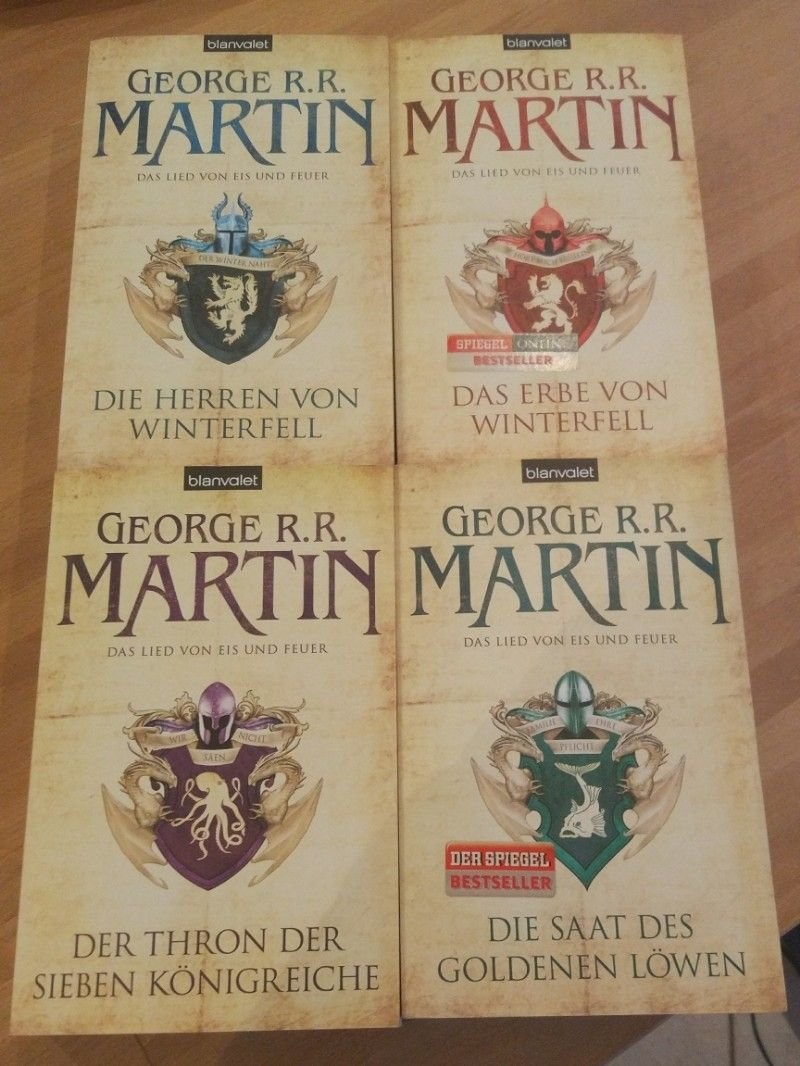 blanvalet
GEORGE R.R.
MARTIN
DAS LIED VON EIS UND FEUER
DER WINTER NAHT
DIE HERREN VON
WINTERFELL
blanvalet
GEORGE R.R.
MARTIN
DAS LIED VON EIS UND FEUER
SPIEGEL ONLINE
BESTSELLER
DAS ERBE VON
WINTERFELL
blanvalet
GEORGE R.R.
MARTIN
DAS LIED VON EIS UND FEUER
WIR NICHT
SÄEN
DER THRON DER
SIEBEN KÖNIGREICHE
blanvalet
GEORGE R.R.
MARTIN
DAS LIED VON EIS UND FEUER
FAMILIE EHRE
PFLICHT
DER SPIEGEL
BESTSELLER
DIE SAAT DES
GOLDENEN LÖWEN